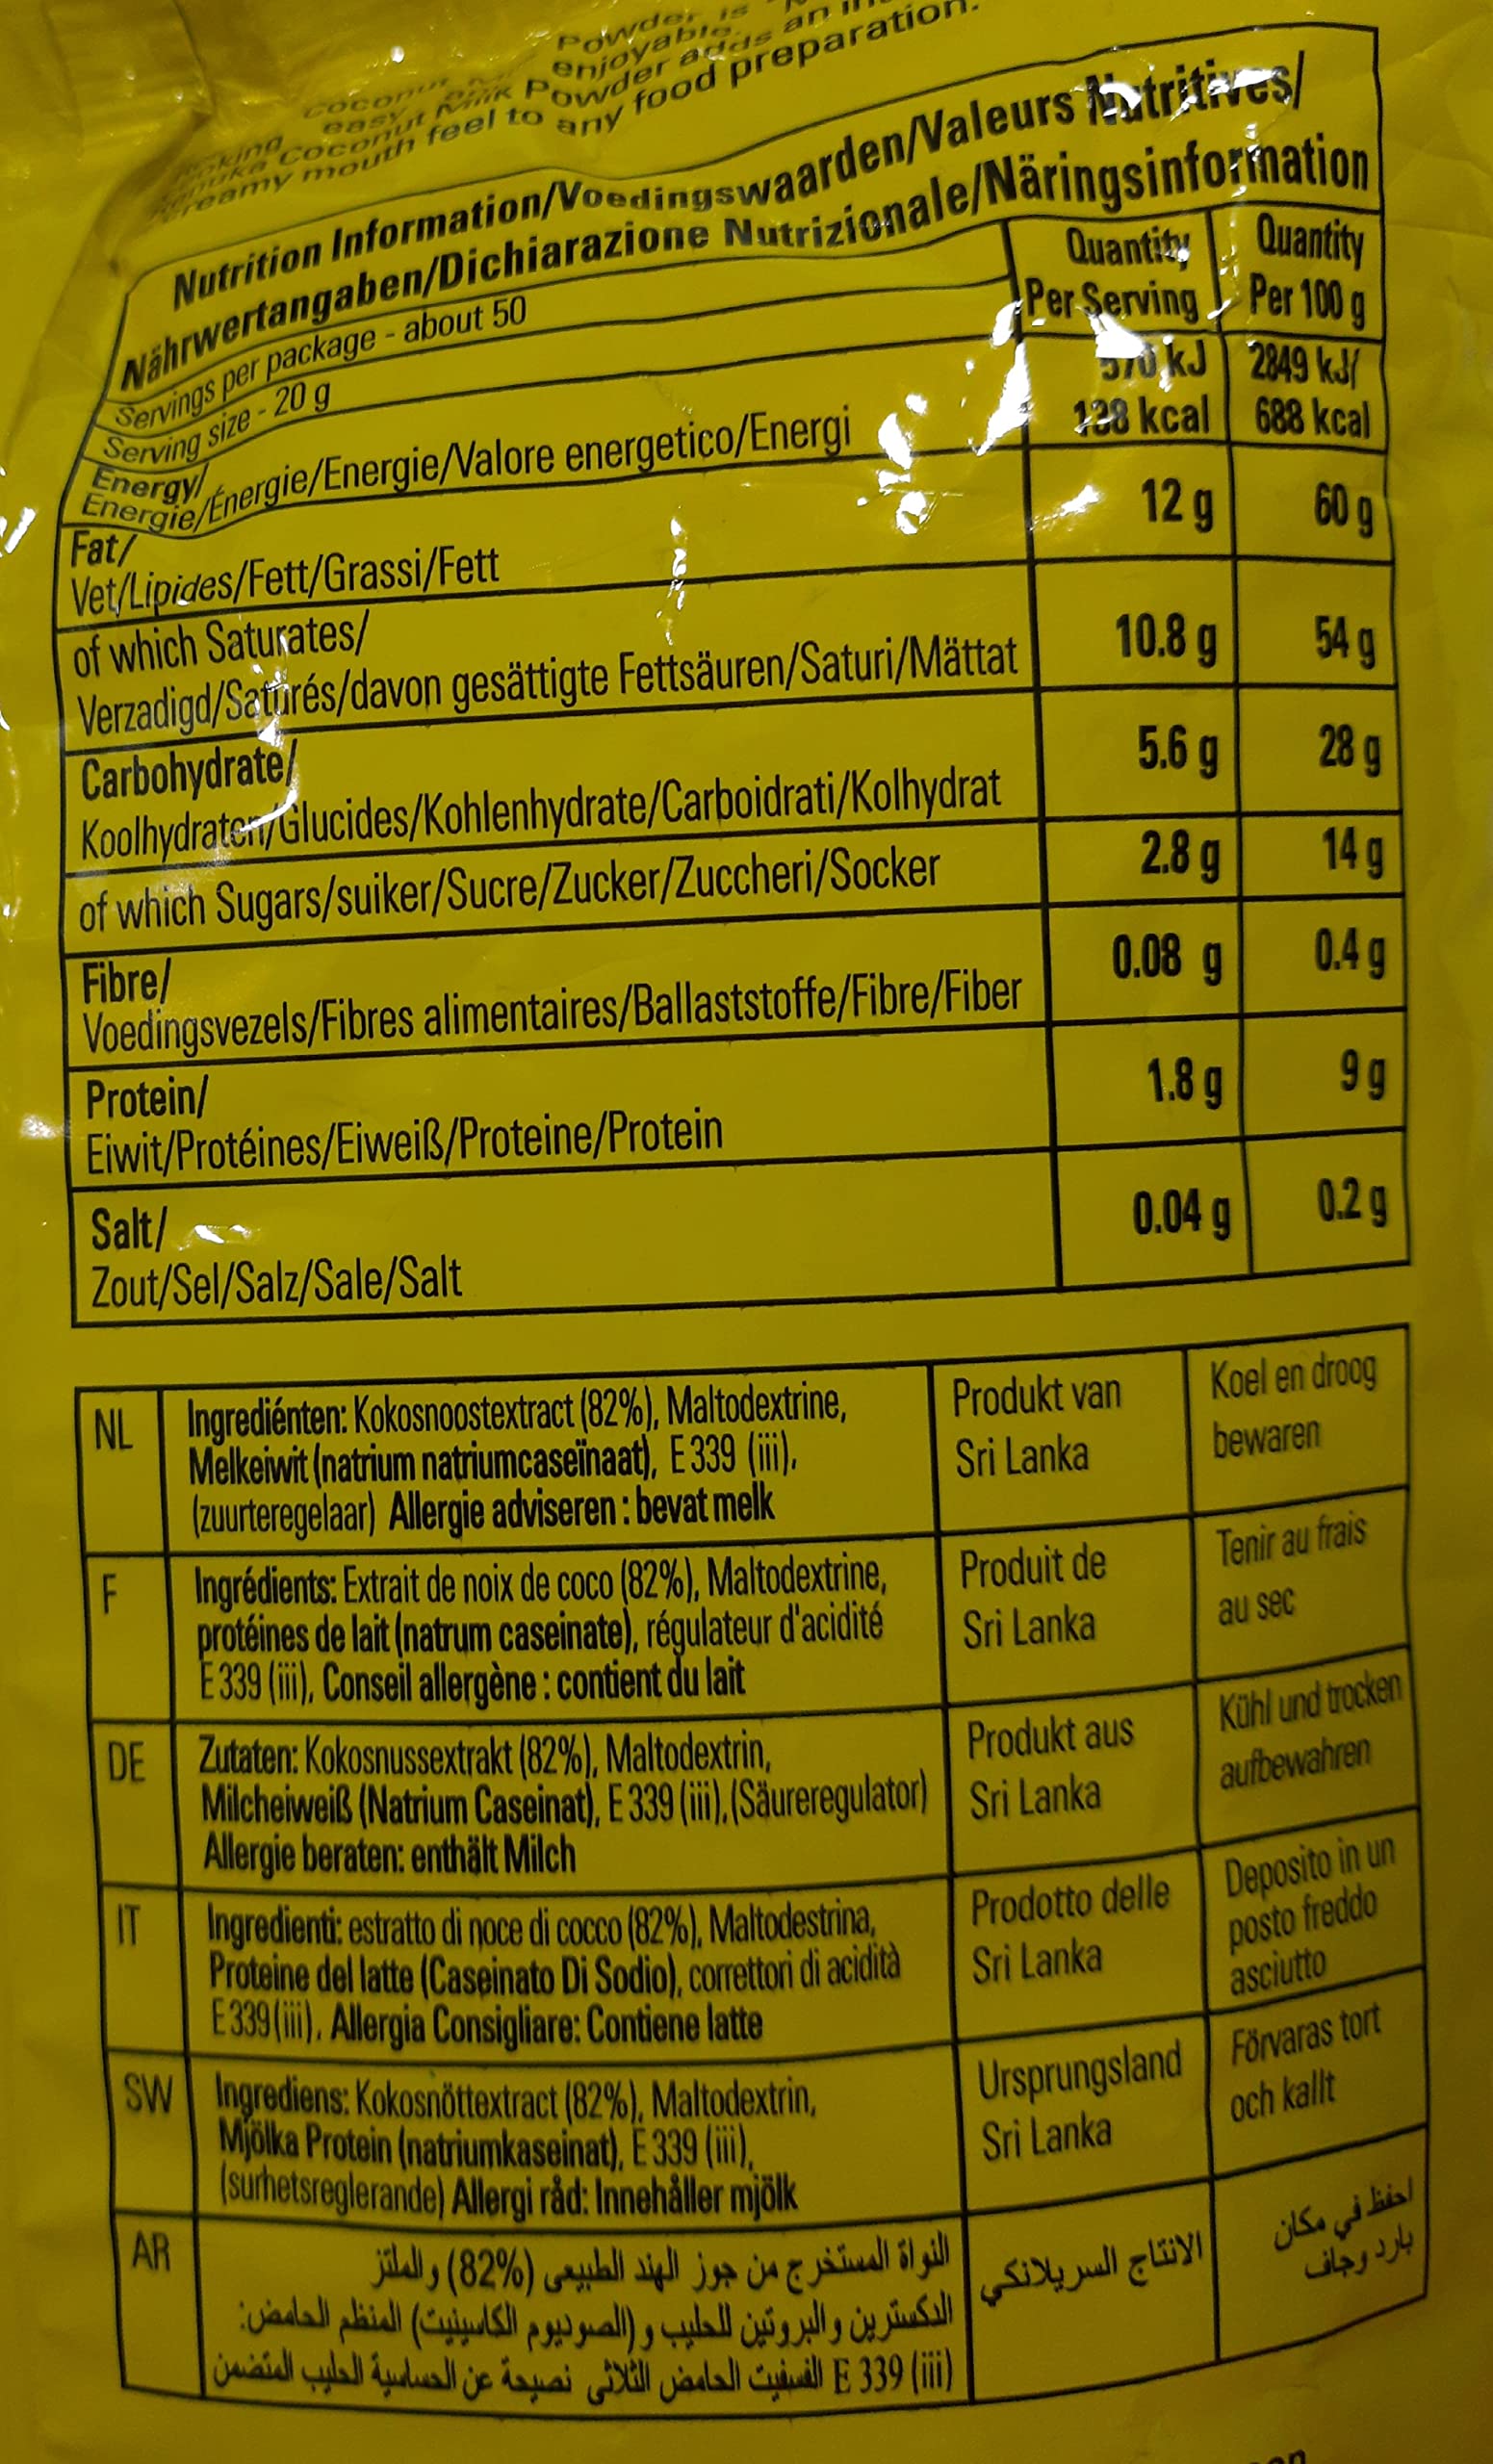 Powder is
coconut enjoyable.
easy
Renuka Coconut Milk Powder adds an
creamy mouth feel to any food preparation.
Nutrition Information/Voedingswaarden/Valeurs Nutritives/
Nährwertangaben/Dichiarazione Nutrizionale/Näringsinformation
Servings per package - about 50
Serving size - 20 g
Quantity Per Serving
Quantity Per 100 g
Energy/
Energie/Énergie/Energie/Valore energetico/Energi
570 kJ 2849 kJ/
138 kcal 688 kcal
Fat/
Vet/Lipides/Fett/Grassi/Fett
12 g 60 g
of which Saturates/
Verzadigd/Saturés/davon gesättigte Fettsäuren/Saturi/Mättat
10.8 g 54 g
Carbohydrate/
Koolhydraten/Glucides/Kohlenhydrate/Carboidrati/Kolhydrat
5.6 g 28 g
of which Sugars/suiker/Sucre/Zucker/Zuccheri/Socker
2.8 g 14 g
Fibre/
Voedingsvezels/Fibres alimentaires/Ballaststoffe/Fibre/Fiber
0.08 g 0.4 g
Protein/
Eiwit/Protéines/Eiweiß/Proteine/Protein
1.8 g 9 g
Salt/
Zout/Sel/Salz/Sale/Salt
0.04 g 0.2 g
NL
Ingrediénten: Kokosnoostextract (82%), Maltodextrine,
Melkeiwit (natrium natriumcaseïnaat), E 339 (iii),
(zuurteregelaar) Allergie adviseren : bevat melk
Produkt van
Sri Lanka
Koel en droog
bewaren
F
Ingrédients: Extrait de noix de coco (82%), Maltodextrine,
protéines de lait (natrum caseinate), régulateur d'acidité
E 339 (iii), Conseil allergène : contient du lait
Produit de
Sri Lanka
Tenir au frais
au sec
DE
Zutaten: Kokosnussextrakt (82%), Maltodextrin,
Milcheiweiß (Natrium Caseinat), E 339 (iii), (Säureregulator)
Allergie beraten: enthält Milch
Produkt aus
Sri Lanka
Kühl und trocken
aufbewahren
IT
Ingredienti: estratto di noce di cocco (82%), Maltodestrina,
Proteine del latte (Caseinato Di Sodio), correttori di acidità
E 339 (iii), Allergia Consigliare: Contiene latte
Prodotto delle
Sri Lanka
Deposito in un
posto freddo
asciutto
SW
Ingrediens: Kokosnöttextract (82%), Maltodextrin,
Mjölka Protein (natriumkaseinat), E 339 (iii),
(surhetsreglerande) Allergi råd: Innehåller mjölk
Ursprungsland
Sri Lanka
Förvaras tort
och kallt
AR
النواة المستخرج من جوز الهند الطبيعى (82%) والملتز
الدكسترين والبروتين للحليب و (الصوديوم الكاسينيت) المنظم الحامض:
E 339 (iii) الفسفيت الحامض الثلاثى نصيحة عن الحساسية الحليب المتضمن
الانتاج السريلانكي
احفظ في مكان
بارد وجاف